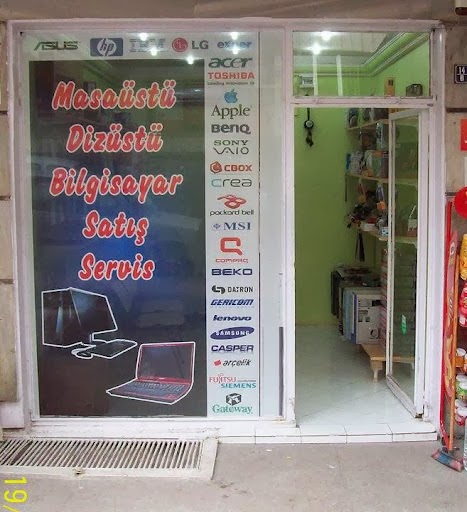 ASUS hp IBM LG exper
acer
TOSHIBA
Apple
BenQ
SONY
VAIO
CBOX
crea
packard bell
MSI
COMPAQ
BEKO
DATRON
GERICOM
lenovo
SAMSUNG
CASPER
arçelik
FUJITSU
SIEMENS
Gateway
Masaüstü
Dizüstü
Bilgisayar
Satış
Servis
19/